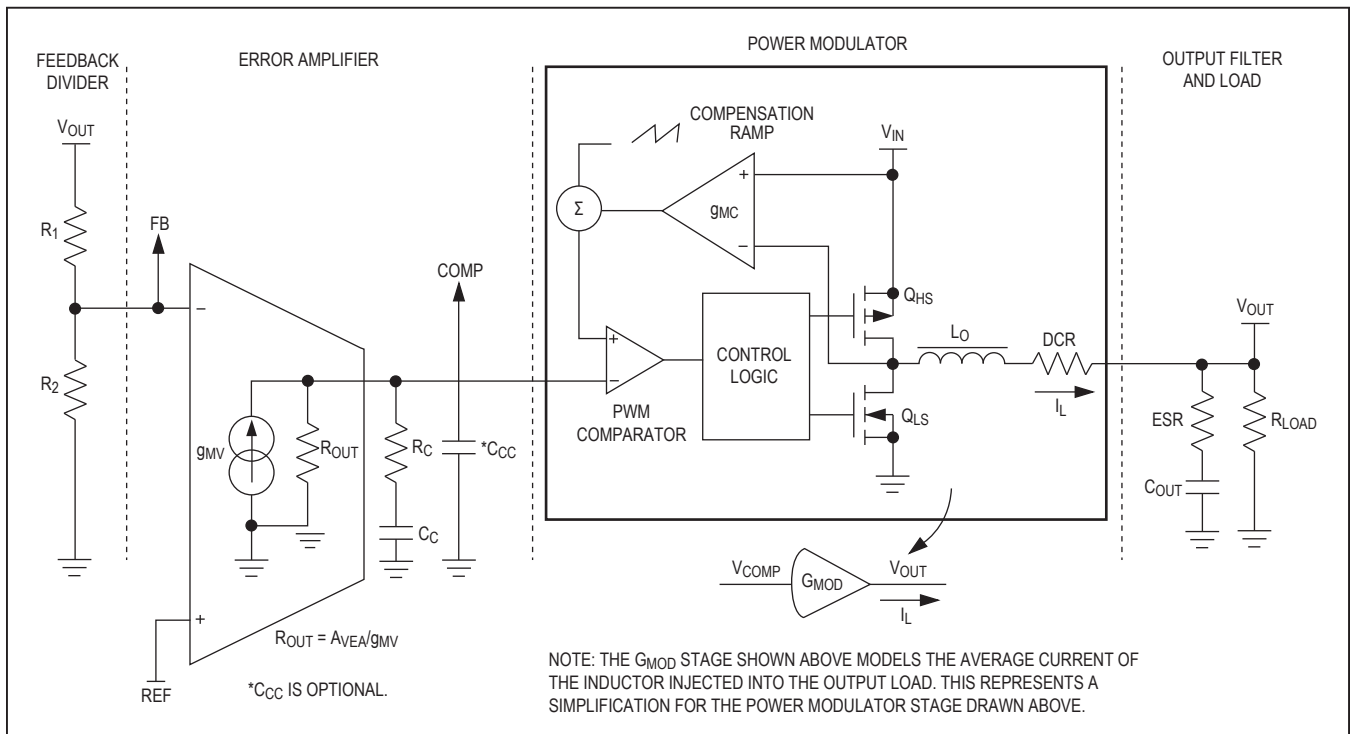 FEEDBACK
DIVIDER
ERROR AMPLIFIER
POWER MODULATOR
OUTPUT FILTER
AND LOAD
VOUT
R1
FB
R2
gMV
ROUT
ROUT = AVEA/gMV
REF
*CCC IS OPTIONAL.
COMP
RC
CC
*CCC
COMPENSATION
RAMP
Σ
gMC
VIN
PWM
COMPARATOR
CONTROL
LOGIC
QHS
QLS
LO
DCR
IL
VOUT
ESR
COUT
RLOAD
VCOMP
GMOD
VOUT
IL
NOTE: THE GMOD STAGE SHOWN ABOVE MODELS THE AVERAGE CURRENT OF
THE INDUCTOR INJECTED INTO THE OUTPUT LOAD. THIS REPRESENTS A
SIMPLIFICATION FOR THE POWER MODULATOR STAGE DRAWN ABOVE.